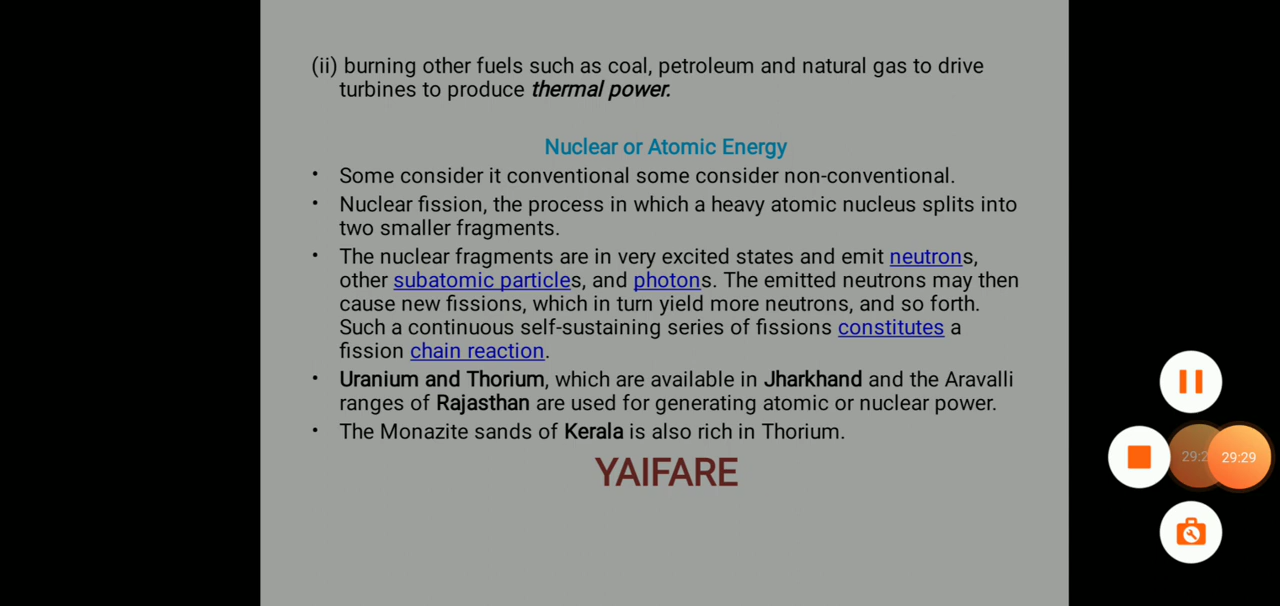 (ii) burning other fuels such as coal, petroleum and natural gas to drive
turbines to produce thermal power.
Nuclear or Atomic Energy
• Some consider it conventional some consider non-conventional.
• Nuclear fission, the process in which a heavy atomic nucleus splits into
two smaller fragments.
• The nuclear fragments are in very excited states and emit neutrons,
other subatomic particles, and photons. The emitted neutrons may then
cause new fissions, which in turn yield more neutrons, and so forth.
Such a continuous self-sustaining series of fissions constitutes a
fission chain reaction.
• Uranium and Thorium, which are available in Jharkhand and the Aravalli
ranges of Rajasthan are used for generating atomic or nuclear power.
• The Monazite sands of Kerala is also rich in Thorium.
YAIFARE
29:29